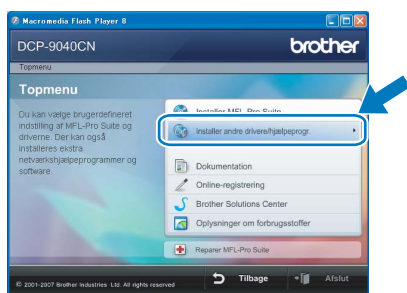 Macromedia Flash Player 8
DCP-9040CN
brother
Topmenu
Topmenu
Du kan vælge brugerdefineret
indstilling af MFL-Pro Suite og
driverne. Der kan også
installeres ekstra
netværkshjælpeprogrammer og
software.
Installer MFL-Pro Suite
Installer andre drivere/hjælpeprogr.
Dokumentation
Online-registrering
Brother Solutions Center
Oplysninger om forbrugsstoffer
Reparer MFL-Pro Suite
© 2001-2007 Brother Industries Ltd. All rights reserved
Tilbage
Afslut